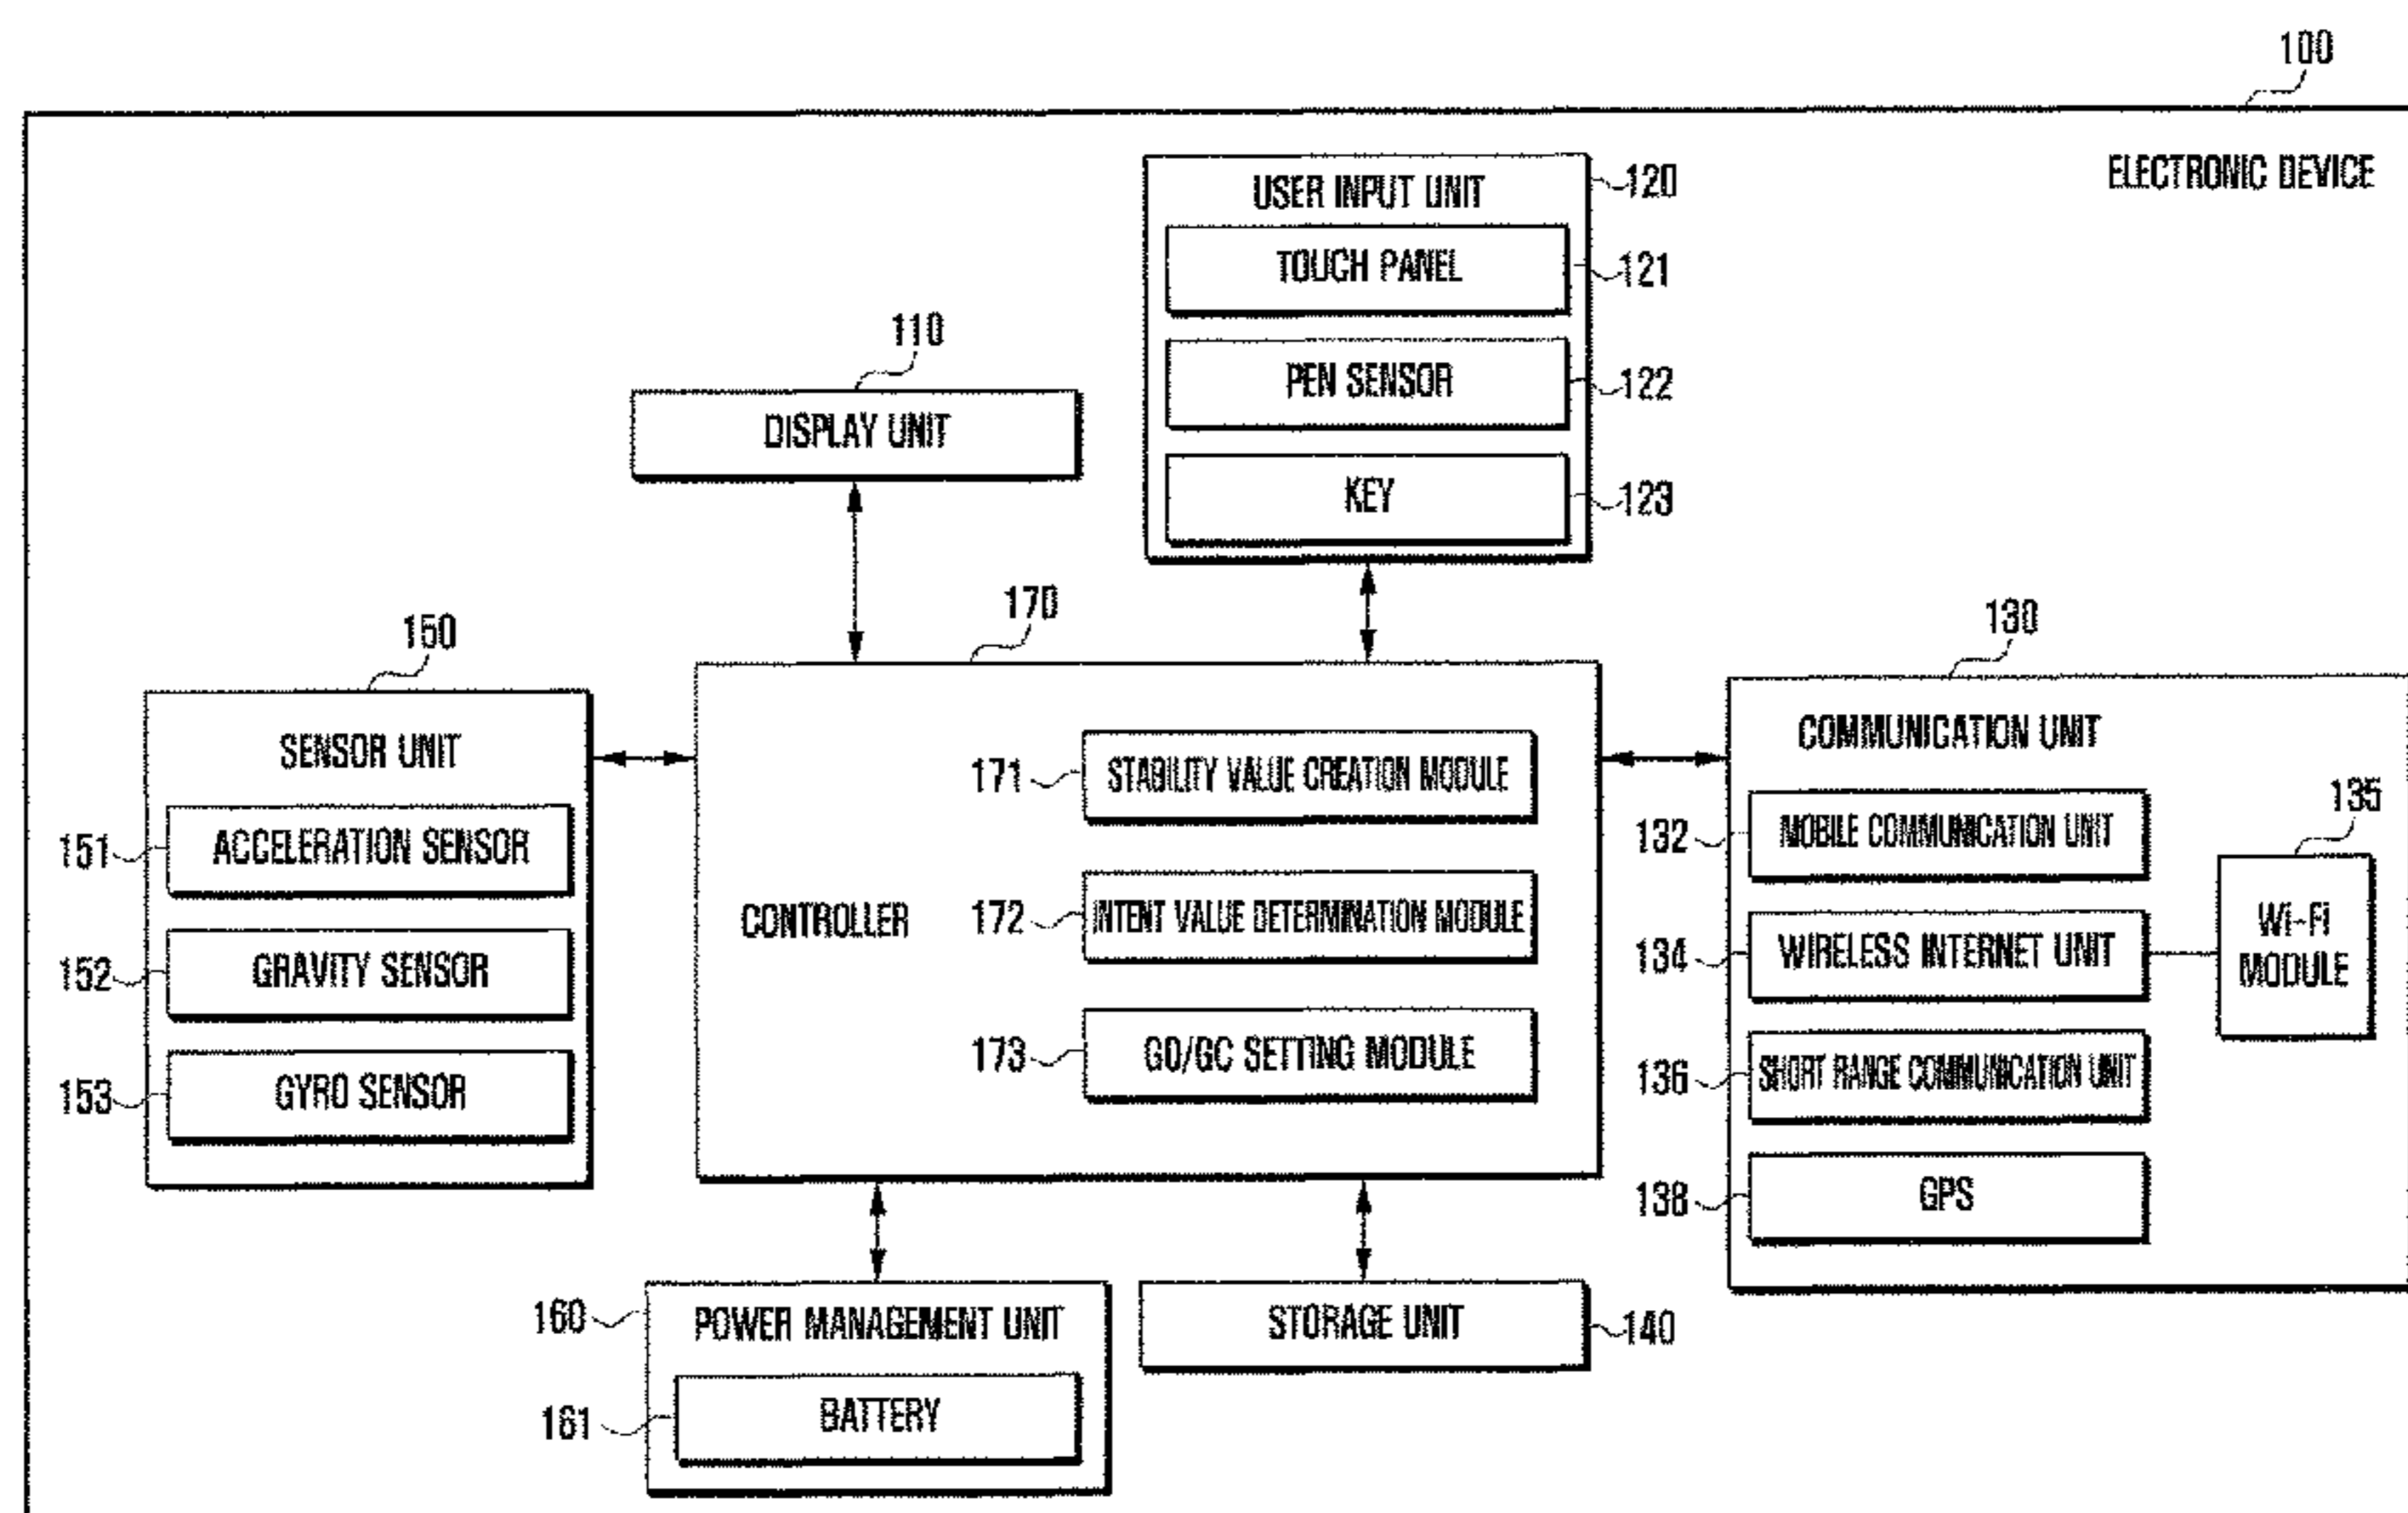 100
ELECTRONIC DEVICE
USER INPUT UNIT
120
TOUCH PANEL
121
PEN SENSOR
122
KEY
123
110
DISPLAY UNIT
150
SENSOR UNIT
151
ACCELERATION SENSOR
152
GRAVITY SENSOR
153
GYRO SENSOR
170
CONTROLLER
171
STABILITY VALUE CREATION MODULE
172
INTENT VALUE DETERMINATION MODULE
173
GO/GC SETTING MODULE
130
COMMUNICATION UNIT
132
MOBILE COMMUNICATION UNIT
134
WIRELESS INTERNET UNIT
135
Wi-Fi
MODULE
136
SHORT RANGE COMMUNICATION UNIT
138
GPS
160
POWER MANAGEMENT UNIT
161
BATTERY
STORAGE UNIT
140